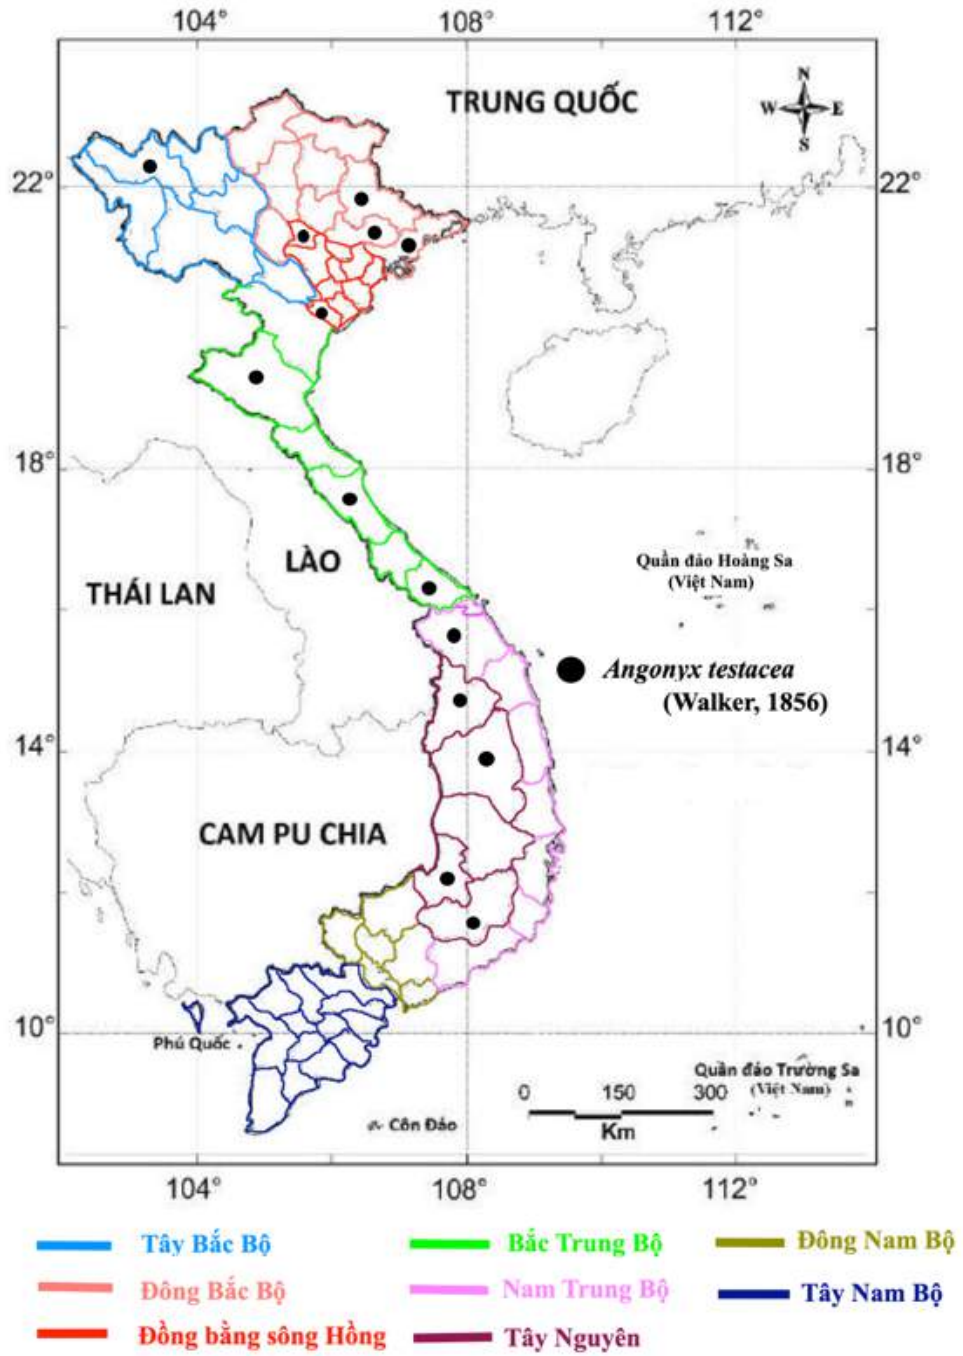 104° 108° 112°
N
TRUNG QUỐC
W E
S
22° 22°
18° 18°
LÀO
Quần đảo Hoàng Sa
(Việt Nam)
THÁI LAN
Angonyx testacea
(Walker, 1856)
14° 14°
CAM PU CHIA
10° 10°
Phú Quốc
Quần đảo Trường Sa
(Việt Nam)
0 150 300
Km
Côn Đảo
104° 108° 112°
Tây Bắc Bộ Bắc Trung Bộ Đông Nam Bộ
Đông Bắc Bộ Nam Trung Bộ Tây Nam Bộ
Đồng bằng sông Hồng Tây Nguyên